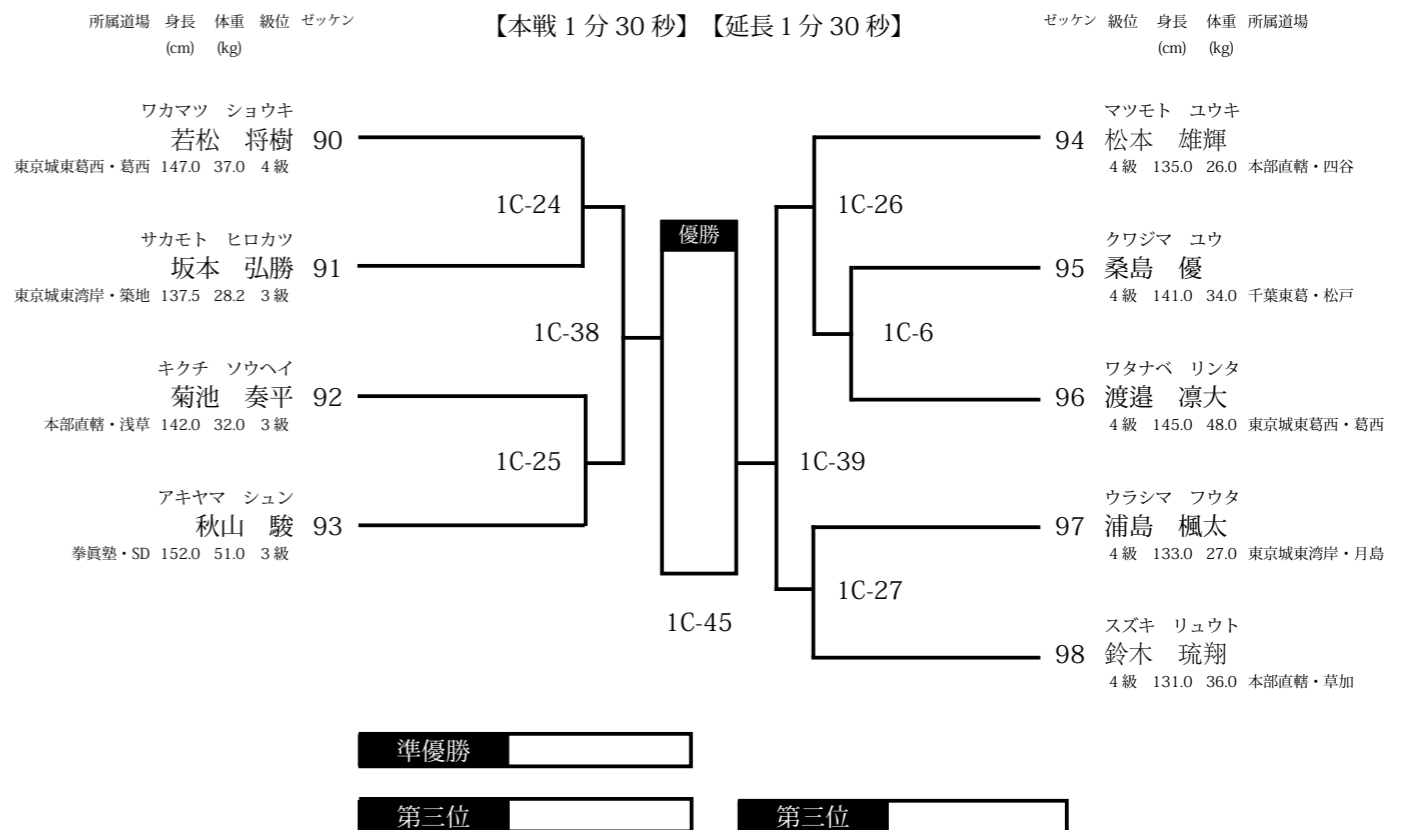 所属道場 身長 体重 級位 ゼッケン
(cm) (kg)
【本戦 1 分 30 秒】【延長 1 分 30 秒】
ゼッケン 級位 身長 体重 所属道場
(cm) (kg)
ワカマツ ショウキ
若松 将樹 90
東京城東葛西・葛西 147.0 37.0 4 級
1C-24
サカモト ヒロカツ
坂本 弘勝 91
東京城東湾岸・築地 137.5 28.2 3 級
1C-38
キクチ ソウヘイ
菊池 奏平 92
本部直轄・浅草 142.0 32.0 3 級
1C-25
アキヤマ シュン
秋山 駿 93
拳眞塾・SD 152.0 51.0 3 級
優勝
1C-45
マツモト ユウキ
94 松本 雄輝
4 級 135.0 26.0 本部直轄・四谷
1C-26
クワジマ ユウ
95 桑島 優
4 級 141.0 34.0 千葉東葛・松戸
1C-6
ワタナベ リンタ
96 渡邉 凛大
4 級 145.0 48.0 東京城東葛西・葛西
1C-39
ウラシマ フウタ
97 浦島 楓太
4 級 133.0 27.0 東京城東湾岸・月島
1C-27
スズキ リュウト
98 鈴木 琉翔
4 級 131.0 36.0 本部直轄・草加
準優勝
第三位 第三位